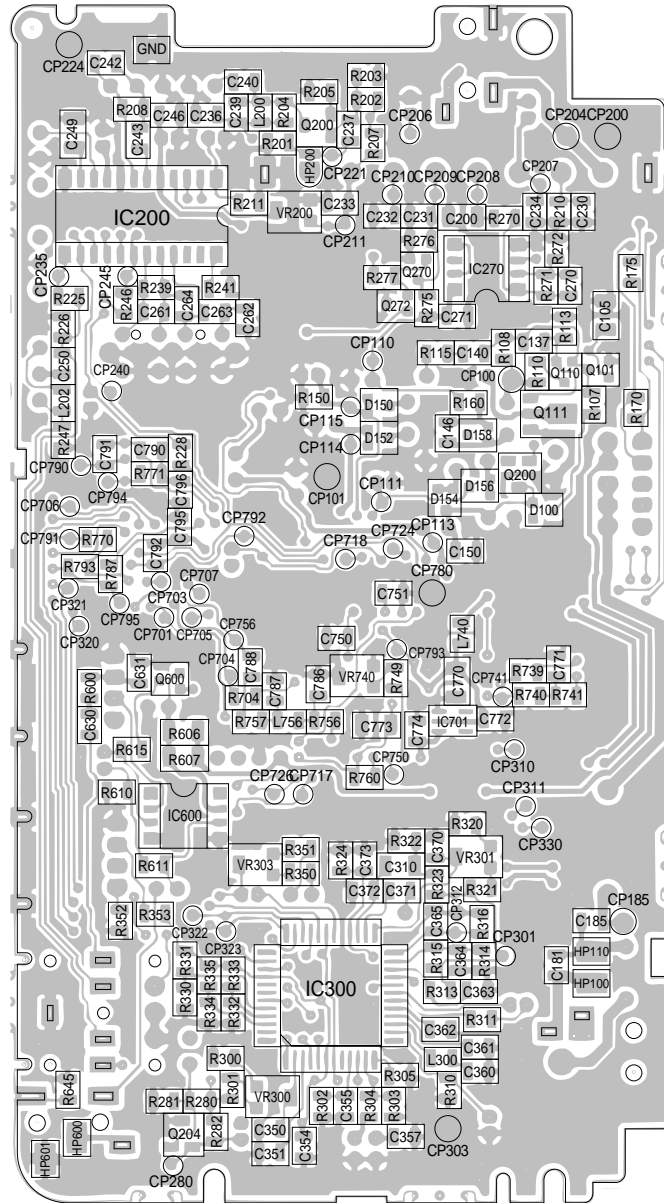 CP224
C242
GND
C240
R205
R203
R202
C249
R208
C246
C236
C239
L200
R204
Q200
C237
R207
CP206
CP204
CP200
C243
R201
HP200
CP221
CP210
CP209
CP208
CP207
IC200
R211
VR200
C233
CP211
C232
C231
C200
R270
C234
R210
C230
R276
R272
CP235
CP245
R239
R241
R277
Q270
IC270
R271
C270
R175
R225
R246
C261
C264
C263
C262
Q272
R275
C271
C105
R226
CP110
R115
C140
R108
C137
R113
C250
CP240
CP100
R110
Q110
Q101
L202
R150
CP115
D150
R160
Q111
R107
R170
R247
CP114
D152
C146
D158
CP790
C791
C790
R228
R771
CP794
C796
CP101
CP111
D154
D156
Q200
D100
CP706
C795
CP791
R770
CP792
CP718
CP724
CP113
C150
R793
R787
C792
CP321
CP795
CP703
CP707
C751
CP780
CP320
CP701
CP705
CP756
C750
CP793
L740
C631
Q600
CP704
C788
C786
VR740
R749
C770
CP741
R739
C771
R600
R704
C787
R740
R741
C630
R757
L756
R756
C773
C774
IC701
C772
R606
R615
R607
CP310
R760
CP750
R610
CP726
CP717
CP311
IC600
CP330
R320
R322
C370
VR301
R351
R324
C373
C310
R611
VR303
R350
C372
C371
R323
CP312
R321
R352
R353
CP322
CP323
C365
R316
C185
CP185
R331
R335
R333
IC300
R315
C364
R314
CP301
C181
HP110
HP100
R330
R334
R332
R313
C363
C362
R311
R300
L300
C361
R645
R301
R305
C360
R281
R280
VR300
R302
C355
R304
R303
R310
HP600
HP601
Q204
R282
C350
C351
C354
C357
CP303
CP280